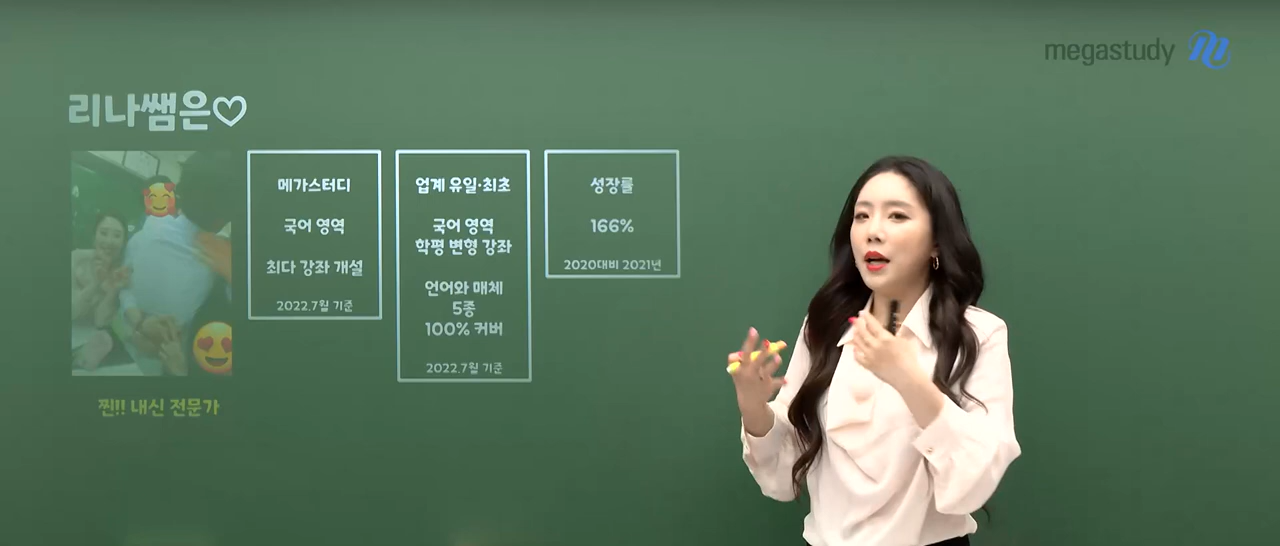 megastudy
리나쌤은♡
메가스터디
국어 영역
최다 강좌 개설
2022.7월 기준
업계 유일·최초
국어 영역
학평 변형 강좌
언어와 매체
5종
100% 커버
2022.7월 기준
성장률
166%
2020대비 2021년
찐!! 내신 전문가